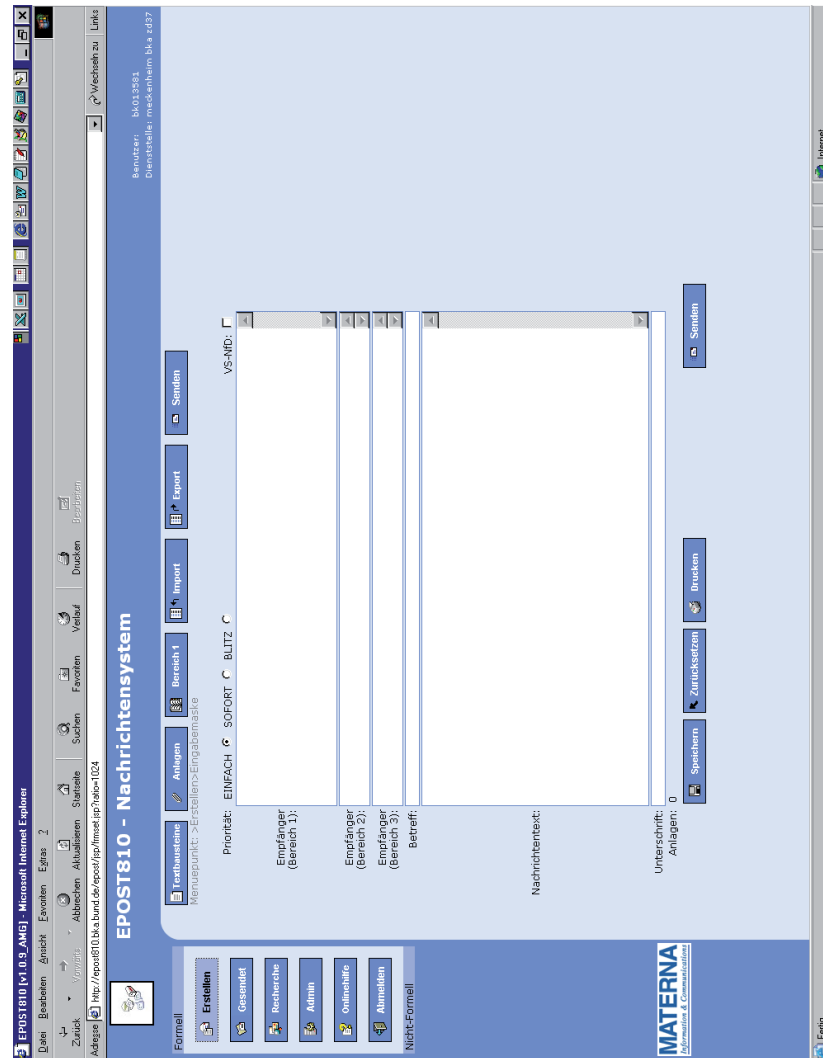 EPOST810 [v1.0.9_AMG] - Microsoft Internet Explorer
Datei Bearbeiten Ansicht Favoriten Extras ?
Zurück Vorwärts Abbrechen Aktualisieren Startseite Suchen Favoriten Verlauf Drucken Bearbeiten
Adresse http://epost810.bka.bund.de/epost/jsp/fmset.jsp?ratio=1024 Wechseln zu Links
EPOST810 - Nachrichtensystem
Benutzer: bk013581
Dienststelle: meckenheim bka zd37
Formell
Erstellen
Gesendet
Recherche
Admin
Onlinehilfe
Abmelden
Nicht-Formell
MATERNA
Information & Communications
Textbausteine Anlagen Bereich 1 Import Export Senden
Menuepunkt: >Erstellen>Eingabemaske
Priorität: EINFACH SOFORT BLITZ VS-NfD:
Empfänger
(Bereich 1):
Empfänger
(Bereich 2):
Empfänger
(Bereich 3):
Betreff:
Nachrichtentext:
Unterschrift:
Anlagen: 0
Speichern Zurücksetzen Drucken Senden
Fertig Internet